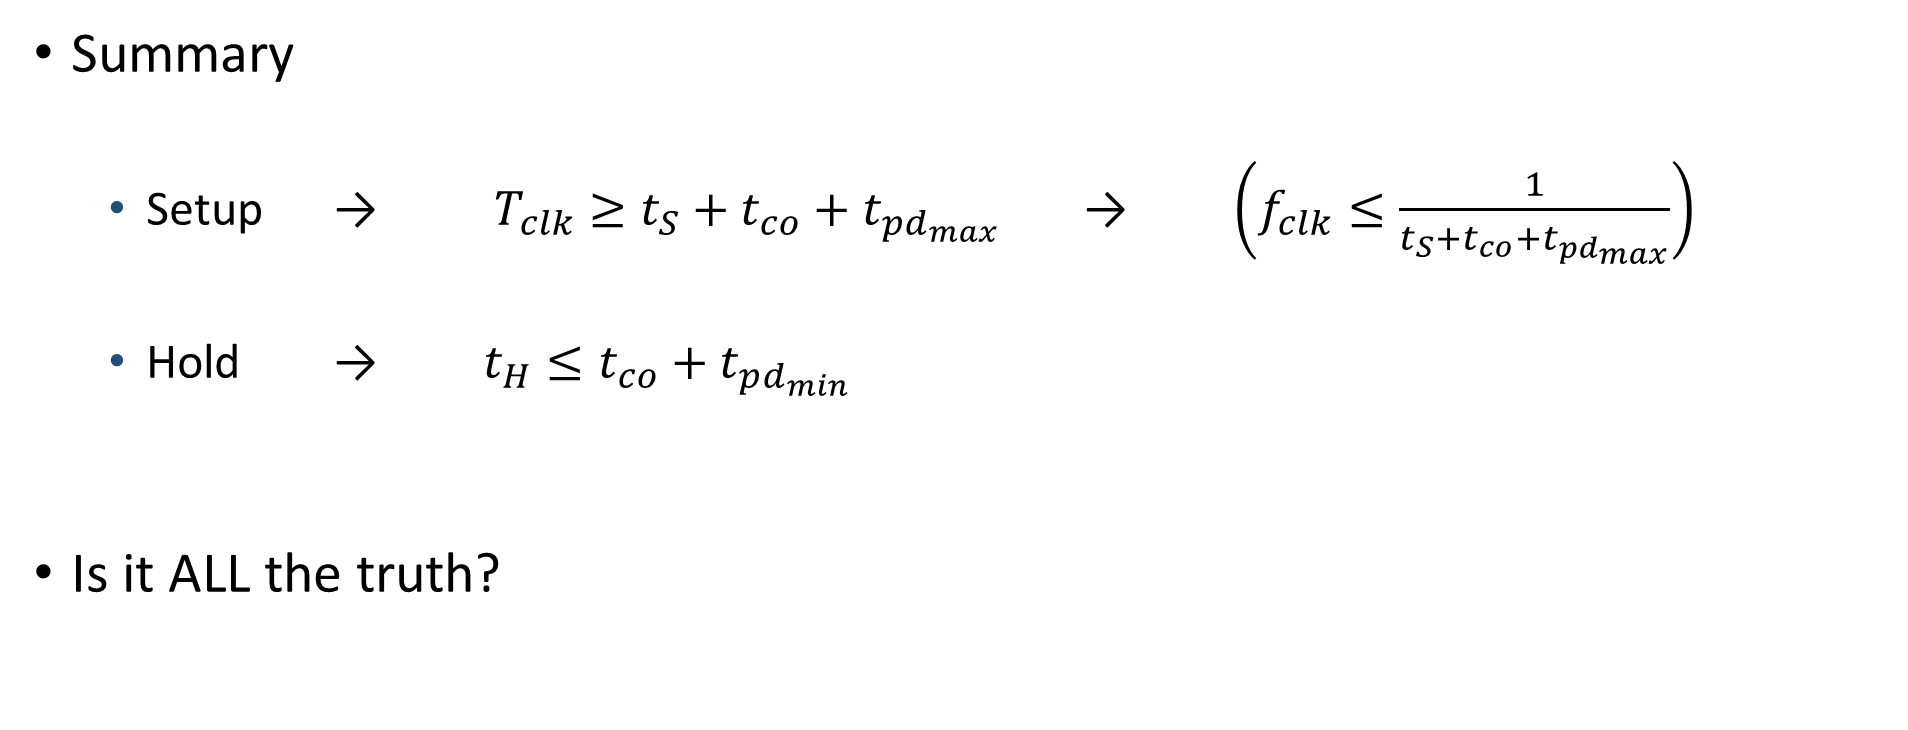 • Summary
• Setup → T_clk ≥ t_S + t_co + t_pd_max → (f_clk ≤ 1/(t_S+t_co+t_pd_max))
• Hold → t_H ≤ t_co + t_pd_min
• Is it ALL the truth?